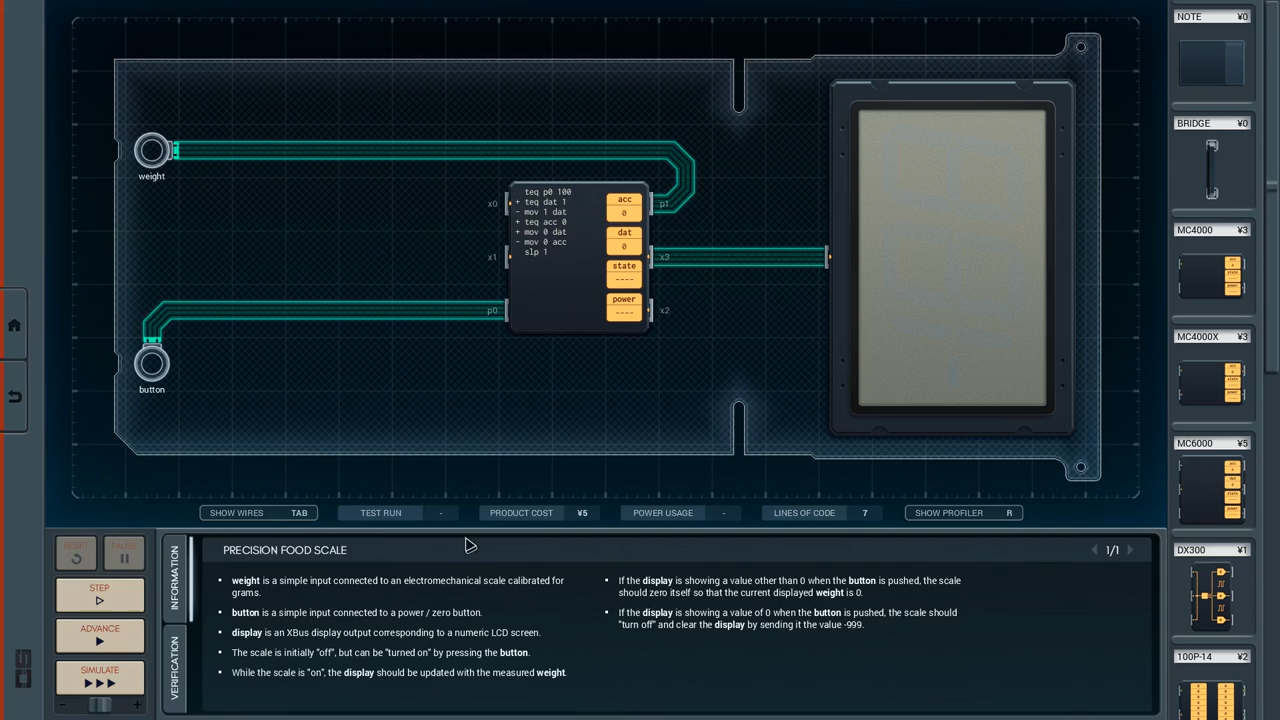 NOTE ¥0
BRIDGE ¥0
MC4000 ¥3
MC4000X ¥3
MC6000 ¥5
DX300 ¥1
100P-14 ¥2
weight
button
x0
x1
p0
p1
x3
x2
teq p0 100
+ teq dat 1
- mov 1 dat
+ teq acc 0
+ mov 0 dat
- mov 0 acc
slp 1
acc
0
dat
0
state
----
power
----
SHOW WIRES TAB
TEST RUN -
PRODUCT COST ¥5
POWER USAGE -
LINES OF CODE 7
SHOW PROFILER R
RESET
PAUSE
STEP
ADVANCE
SIMULATE
- +
INFORMATION
VERIFICATION
PRECISION FOOD SCALE
1/1
▪ weight is a simple input connected to an electromechanical scale calibrated for
grams.
▪ button is a simple input connected to a power / zero button.
▪ display is an XBus display output corresponding to a numeric LCD screen.
▪ The scale is initially "off", but can be "turned on" by pressing the button.
▪ While the scale is "on", the display should be updated with the measured weight.
▪ If the display is showing a value other than 0 when the button is pushed, the scale
should zero itself so that the current displayed weight is 0.
▪ If the display is showing a value of 0 when the button is pushed, the scale should
"turn off" and clear the display by sending it the value -999.